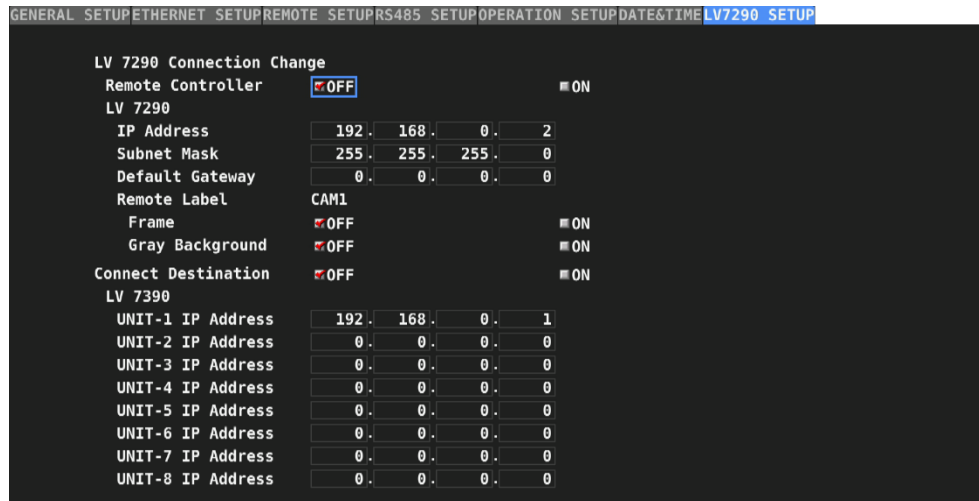 GENERAL SETUP ETHERNET SETUP REMOTE SETUP RS485 SETUP OPERATION SETUP DATE&TIME LV7290 SETUP
LV 7290 Connection Change
Remote Controller OFF ON
LV 7290
IP Address 192. 168. 0. 2
Subnet Mask 255. 255. 255. 0
Default Gateway 0. 0. 0. 0
Remote Label CAM1
Frame OFF ON
Gray Background OFF ON
Connect Destination OFF ON
LV 7390
UNIT-1 IP Address 192. 168. 0. 1
UNIT-2 IP Address 0. 0. 0. 0
UNIT-3 IP Address 0. 0. 0. 0
UNIT-4 IP Address 0. 0. 0. 0
UNIT-5 IP Address 0. 0. 0. 0
UNIT-6 IP Address 0. 0. 0. 0
UNIT-7 IP Address 0. 0. 0. 0
UNIT-8 IP Address 0. 0. 0. 0